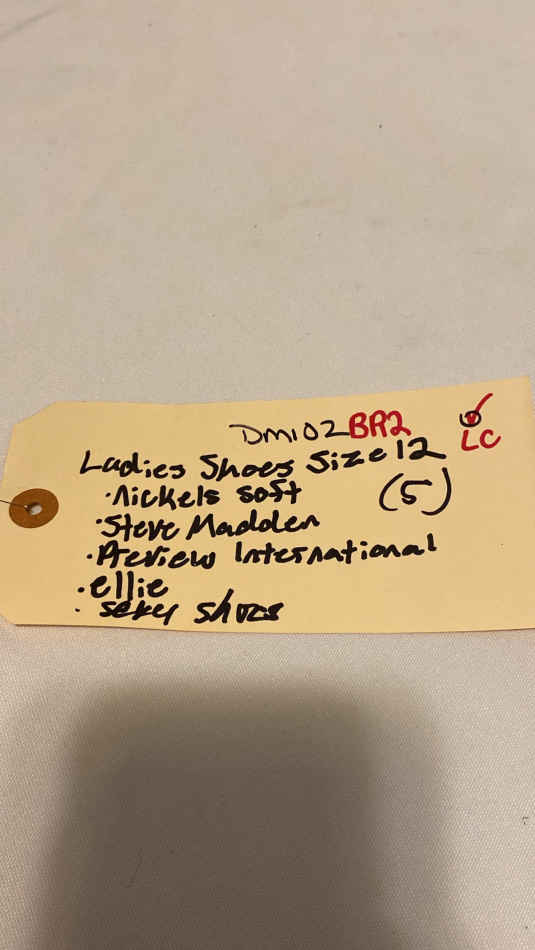 DM102BR2
LC
Ladies Shoes Size 12
· Nickels soft (5)
· Steve Madden
· Preview International
· ellie
· sexy shoes